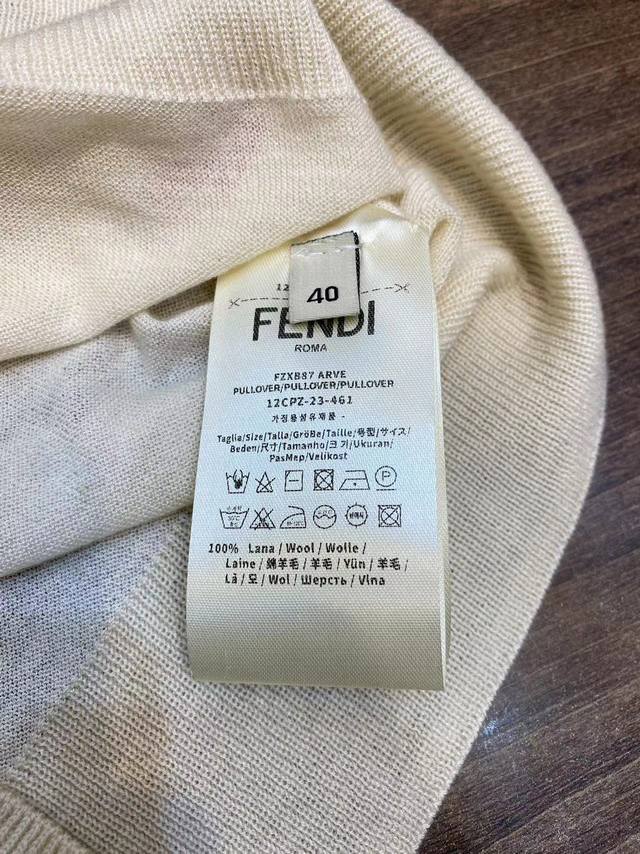 40
12
FENDI
ROMA
FZXB87 ARVE
PULLOVER/PULLOVER/PULLOVER
12CPZ-23-461
가정용섬유제품 -
Taglia/Size/Talla/Größe/Taille/号型/サイズ/
Beden/尺寸/Tamanho/크기/Ukuran/
РазМер/Velikost
100% Lana / Wool / Wolle /
Laine / 綿羊毛 / 羊毛 / Yün / 羊毛 /
Lã / 모 / Wol / Шерсть / Vlna